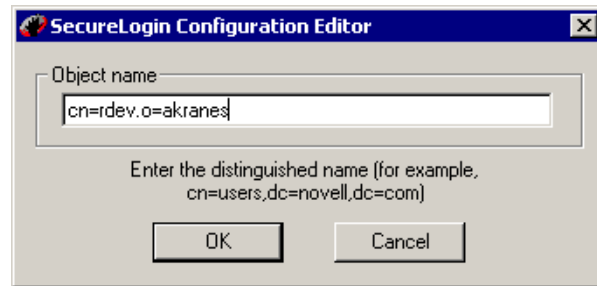 SecureLogin Configuration Editor
Object name
cn=rdev.o=akranes
Enter the distinguished name (for example,
cn=users,dc=novell,dc=com)
OK Cancel